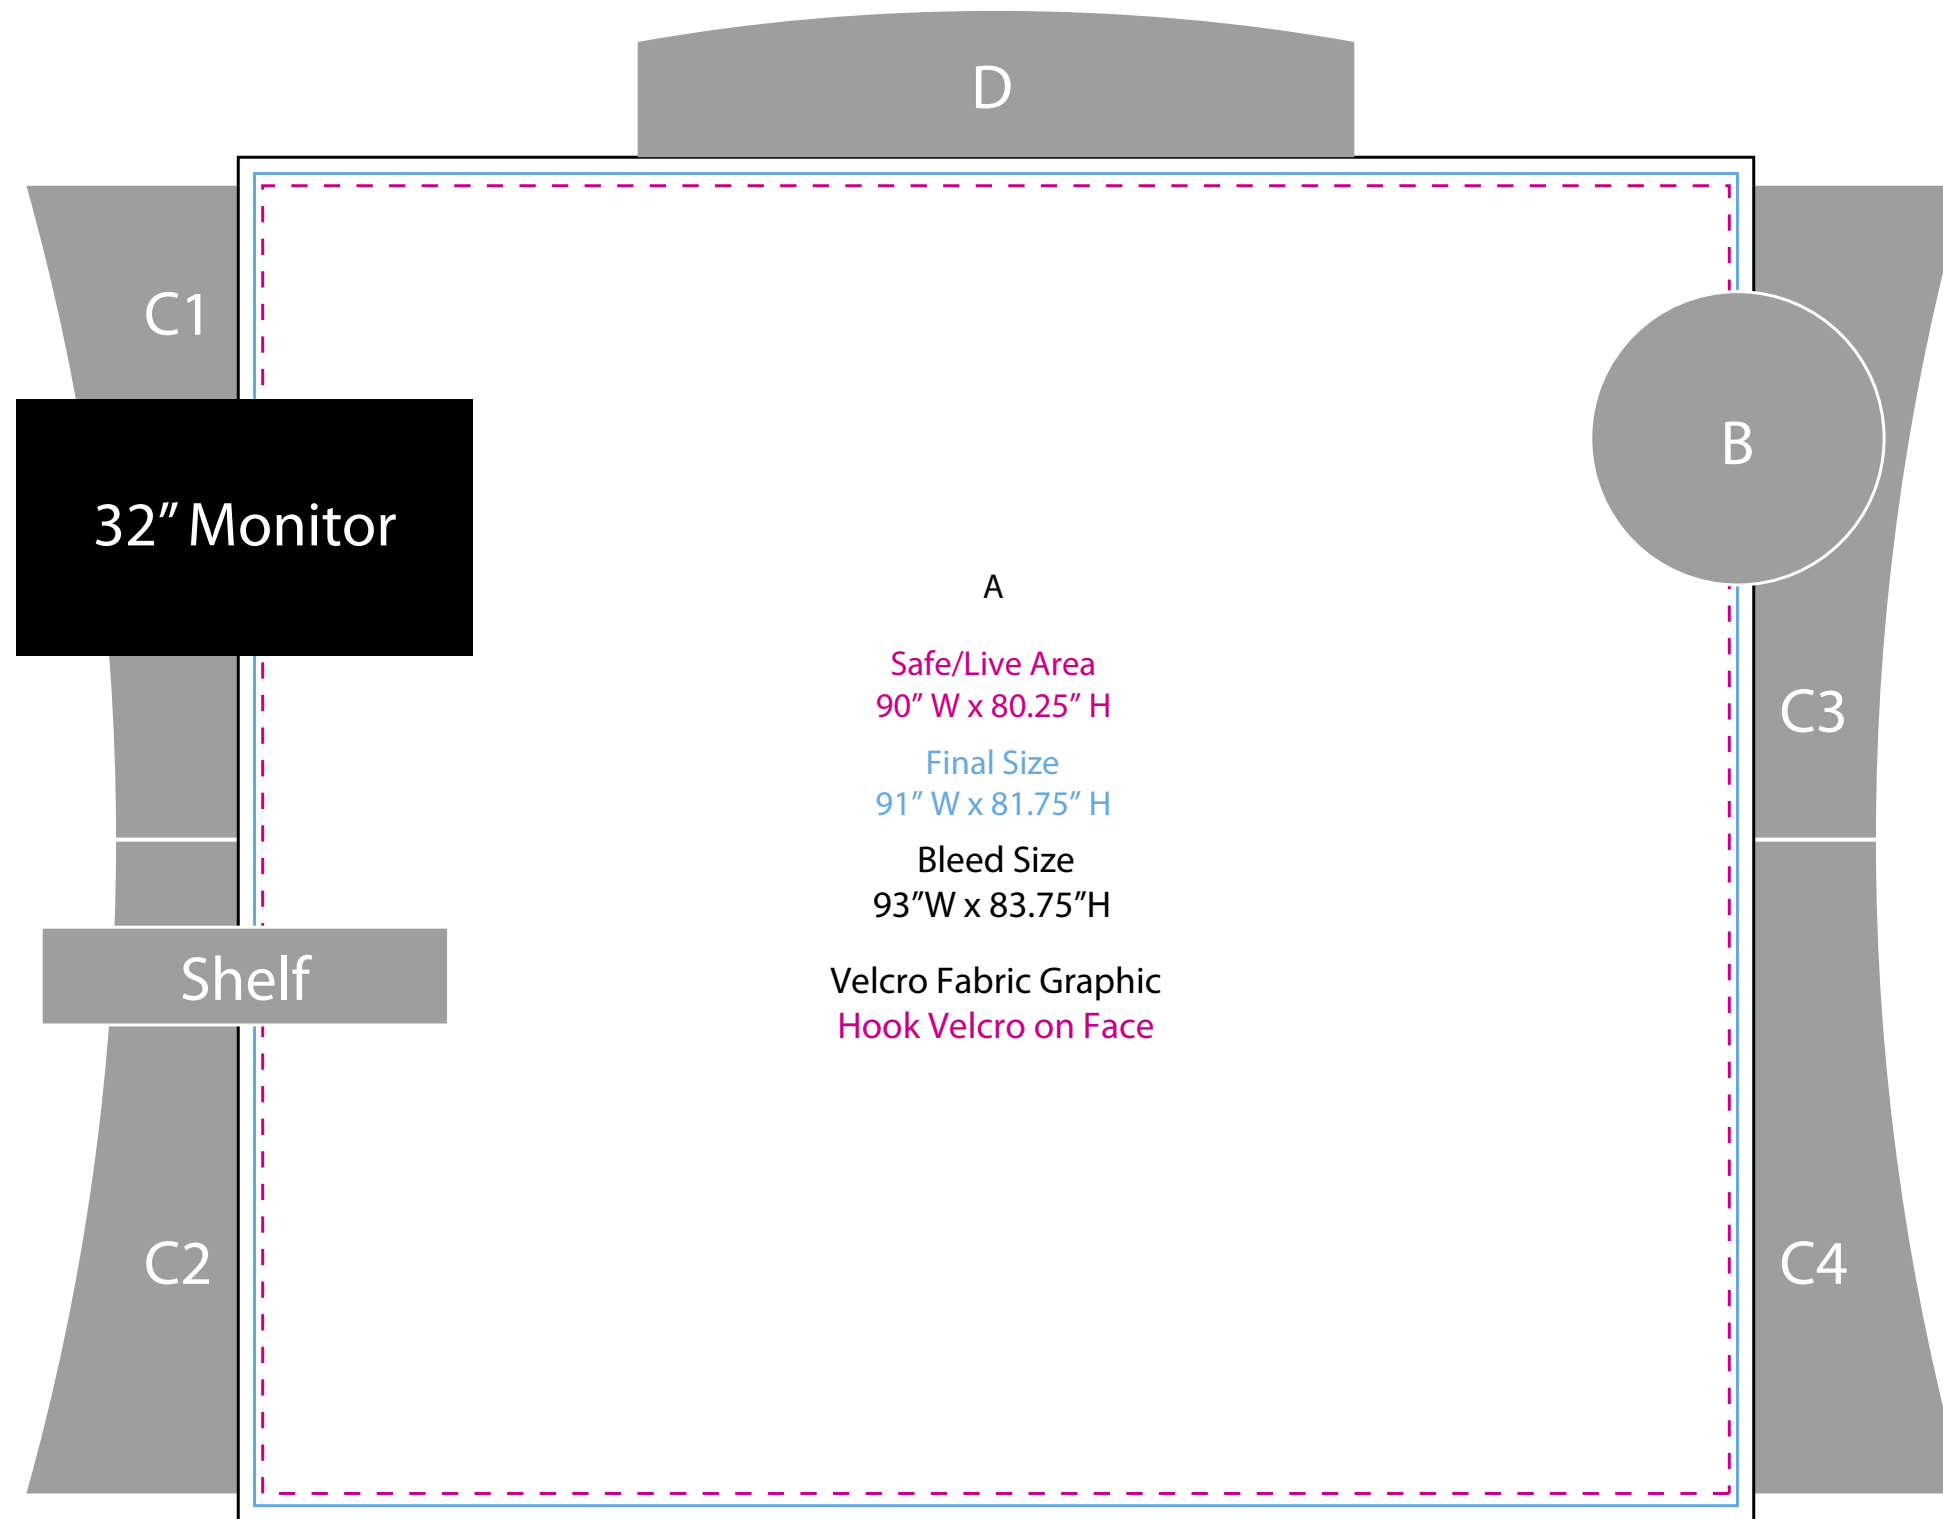 D
C1
B
32” Monitor
A
Safe/Live Area
90” W x 80.25” H
C3
Final Size
91” W x 81.75” H
Bleed Size
93”W x 83.75”H
Shelf
Velcro Fabric Graphic
Hook Velcro on Face
C2
C4